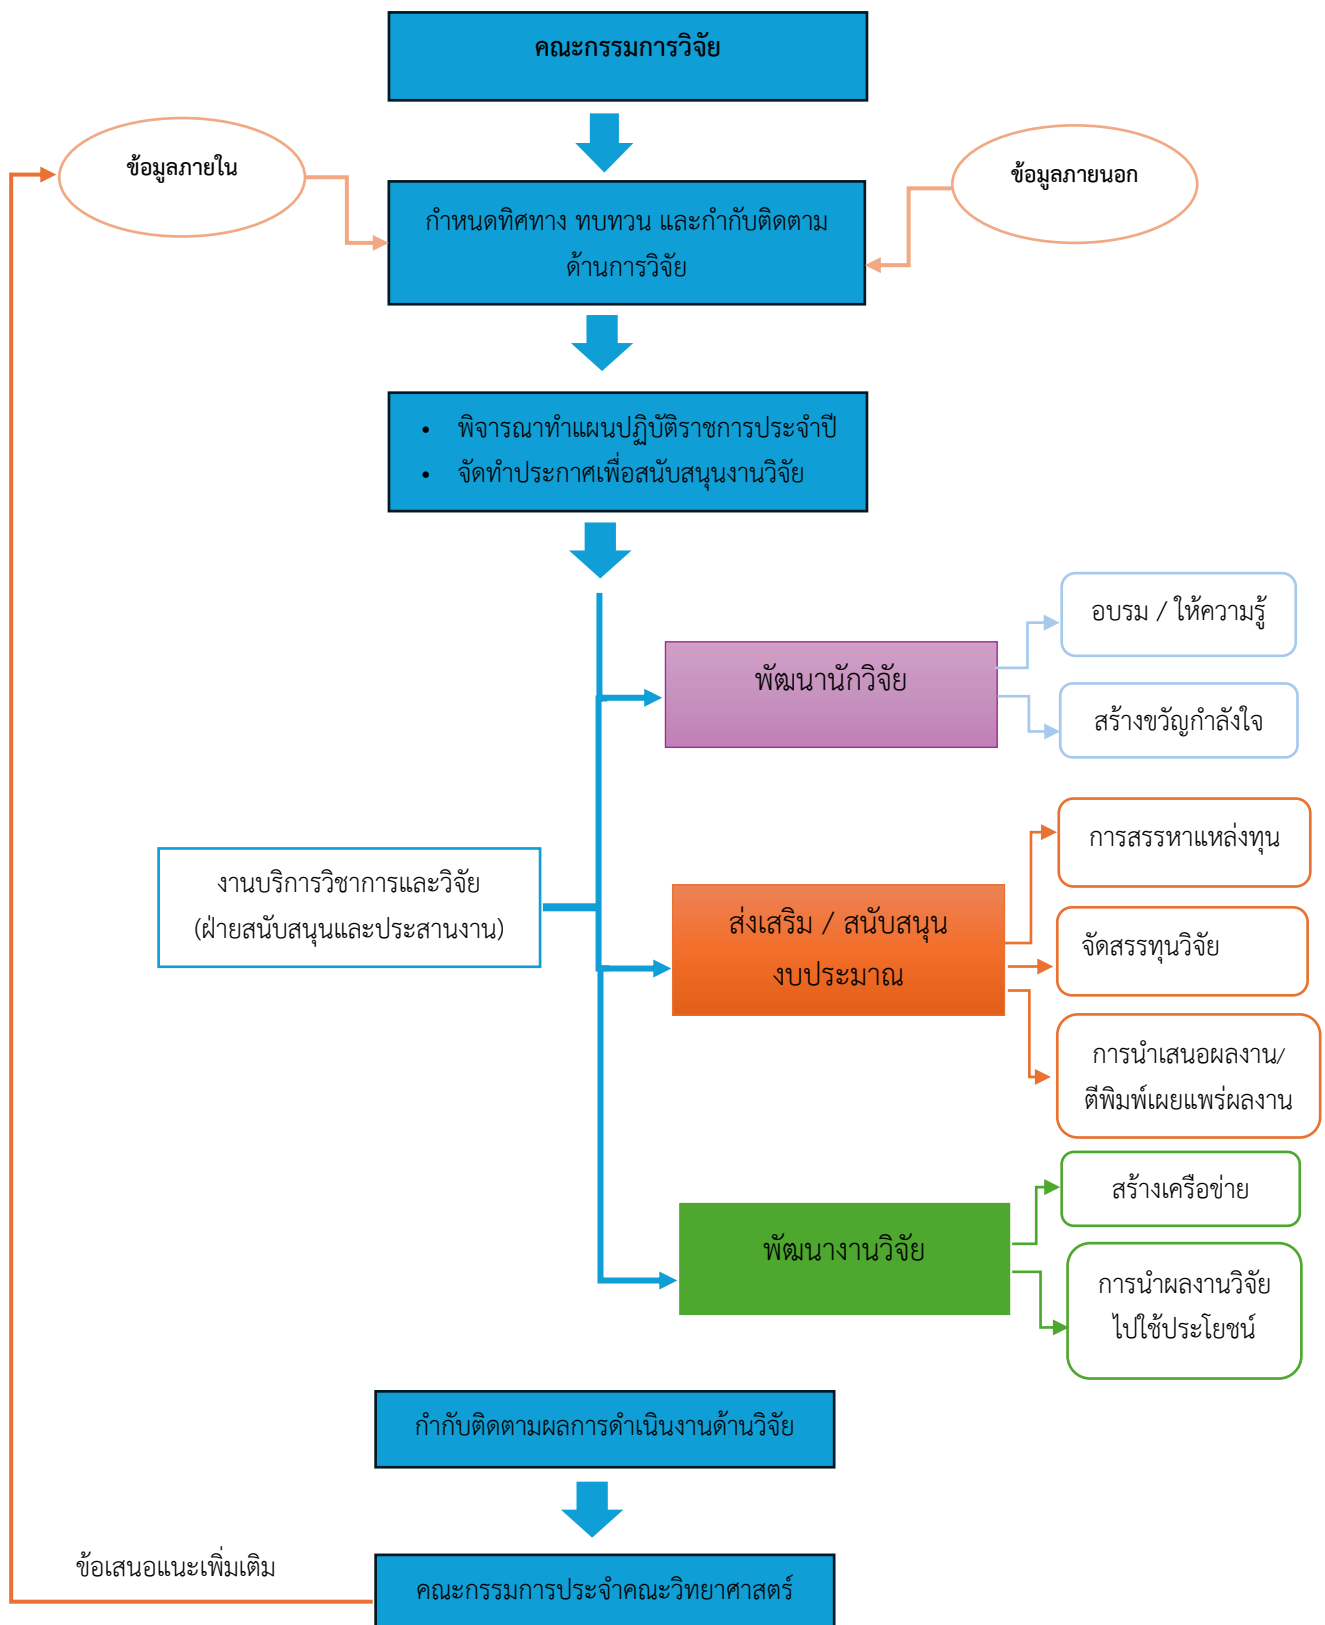 คณะกรรมการวิจัย
ข้อมูลภายใน
ข้อมูลภายนอก
กำหนดทิศทาง ทบทวน และกำกับติดตาม
ด้านการวิจัย
• พิจารณาทำแผนปฏิบัติราชการประจำปี
• จัดทำประกาศเพื่อสนับสนุนงานวิจัย
อบรม / ให้ความรู้
พัฒนานักวิจัย
สร้างขวัญกำลังใจ
การสรรหาแหล่งทุน
งานบริการวิชาการและวิจัย
(ฝ่ายสนับสนุนและประสานงาน)
ส่งเสริม / สนับสนุน
งบประมาณ
จัดสรรทุนวิจัย
การนำเสนอผลงาน/
ตีพิมพ์เผยแพร่ผลงาน
สร้างเครือข่าย
พัฒนางานวิจัย
การนำผลงานวิจัย
ไปใช้ประโยชน์
กำกับติดตามผลการดำเนินงานด้านวิจัย
ข้อเสนอแนะเพิ่มเติม
คณะกรรมการประจำคณะวิทยาศาสตร์